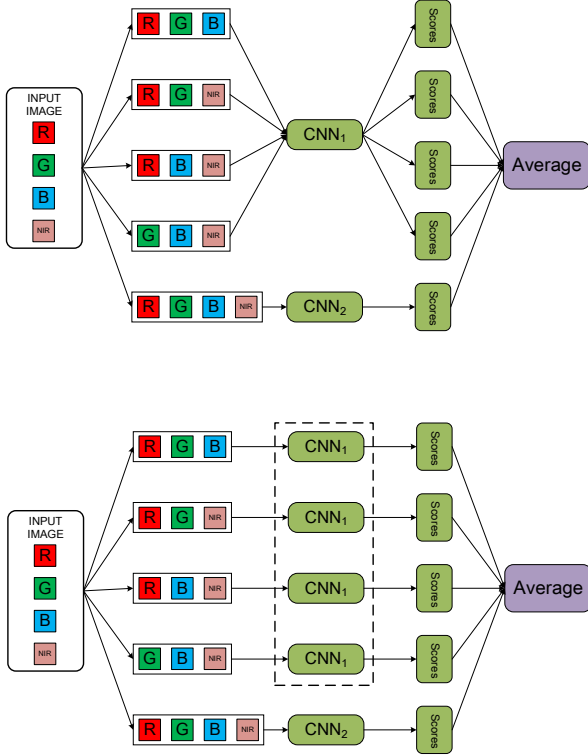 R G B Scores
INPUT
IMAGE
R
G
B
NIR
R G NIR Scores
CNN1
R B NIR Scores
Average
G B NIR Scores
R G B NIR CNN2 Scores
R G B CNN1 Scores
INPUT
IMAGE
R
G
B
NIR
R G NIR CNN1 Scores
R B NIR CNN1 Scores
Average
G B NIR CNN1 Scores
R G B NIR CNN2 Scores